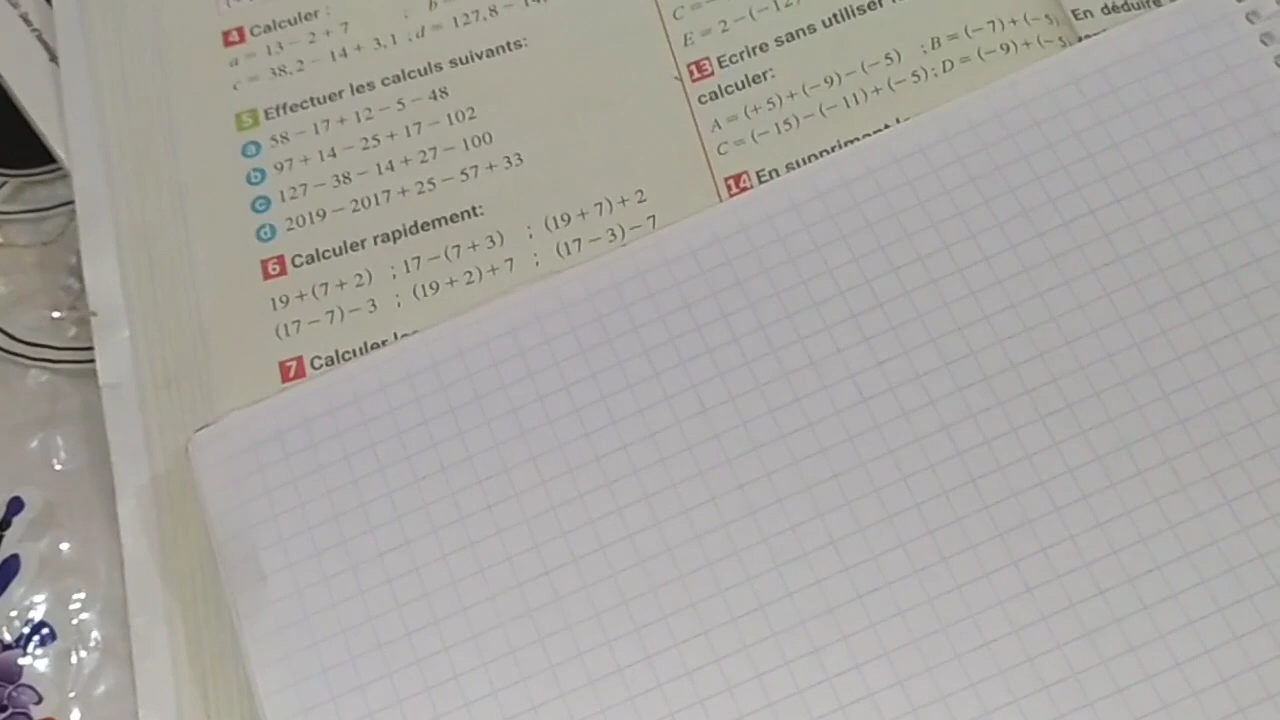 4 Calculer :
a = 13 − 2 + 7 ;
c = 38,2 − 14 + 3,1 ; d = 127,8 −
5 Effectuer les calculs suivants:
a 58 − 17 + 12 − 5 − 48
b 97 + 14 − 25 + 17 − 102
c 127 − 38 − 14 + 27 − 100
d 2019 − 2017 + 25 − 57 + 33
6 Calculer rapidement:
19 + (7 + 2) ; 17 − (7 + 3) ; (19 + 7) + 2
(17 − 7) − 3 ; (19 + 2) + 7 ; (17 − 3) − 7
7 Calculer
E = 2 − (−12)
13 Ecrire sans utiliser
calculer:
A = (+ 5) + (− 9) − (− 5) ; B = (− 7) + (− 5)
C = (− 15) − (− 11) + (− 5) ; D = (− 9) + (− 5)
14 En
En déduire